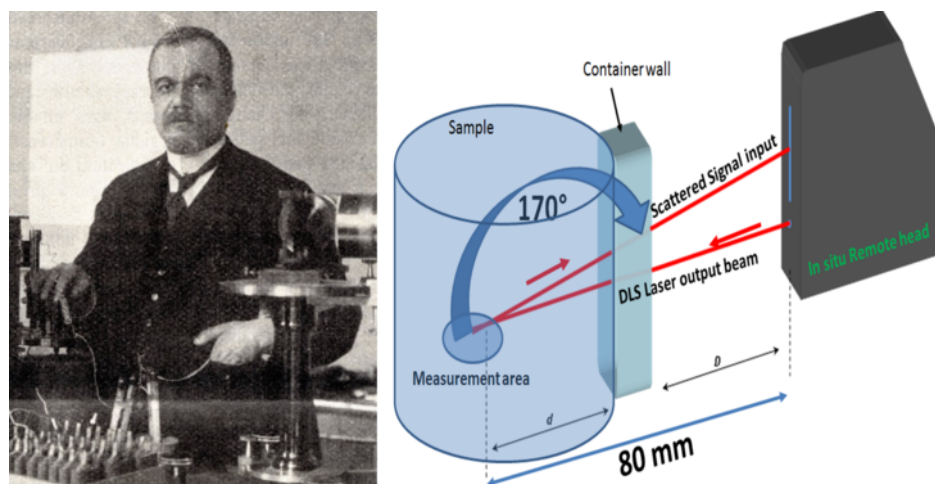 Container wall
Sample
170°
Scattered Signal input
DLS Laser output beam
In situ Remote head
Measurement area
d
D
80 mm